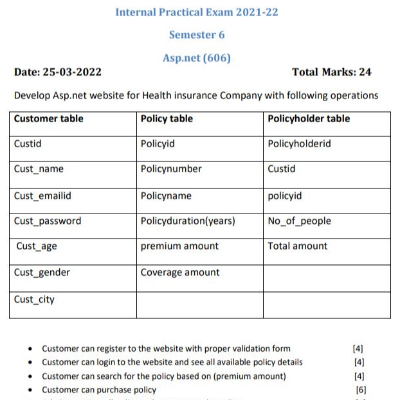 Internal Practical Exam 2021-22
Semester 6
Asp.net (606)
Date: 25-03-2022 Total Marks: 24
Develop Asp.net website for Health insurance Company with following operations
Customer table Policy table Policyholder table
Custid Policyid Policyholderid
Cust_name Policynumber Custid
Cust_emailid Policyname policyid
Cust_password Policyduration(years) No_of_people
Cust_age premium amount Total amount
Cust_gender Coverage amount
Cust_city
• Customer can register to the website with proper validation form [4]
• Customer can login to the website and see all available policy details [4]
• Customer can search for the policy based on (premium amount) [4]
• Customer can purchase policy [6]